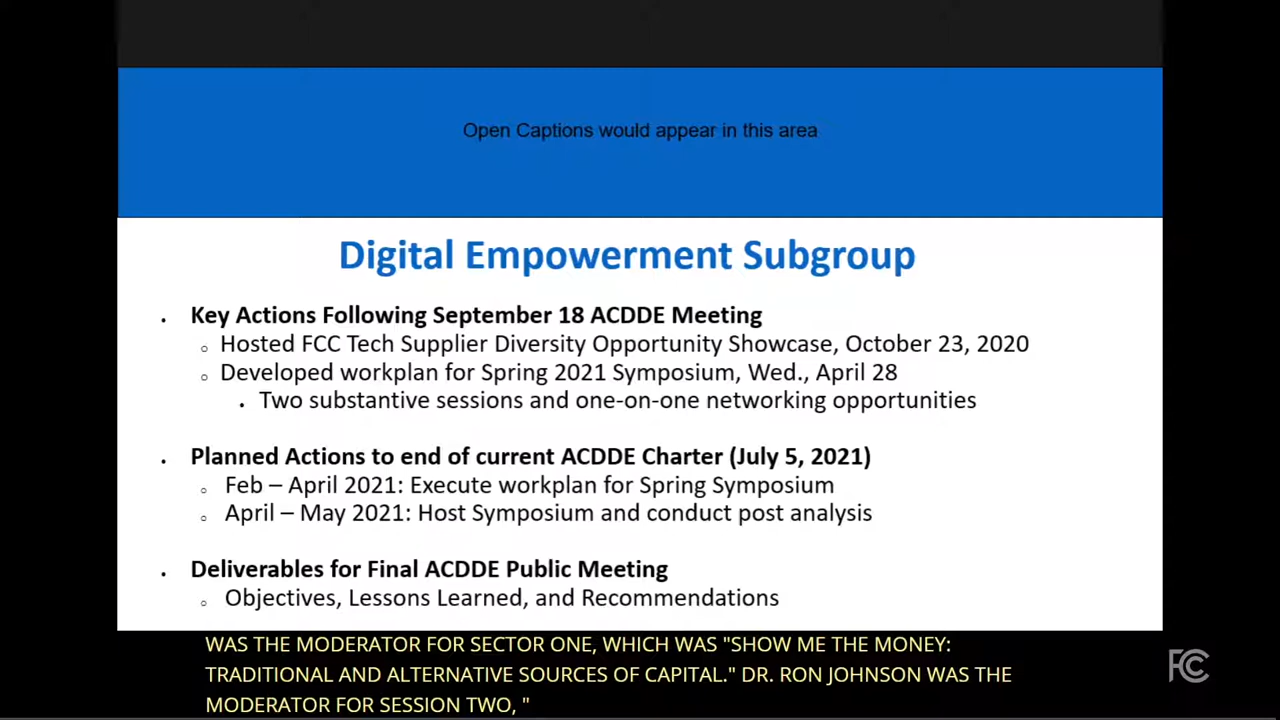 Open Captions would appear in this area
Digital Empowerment Subgroup
• Key Actions Following September 18 ACDDE Meeting
○ Hosted FCC Tech Supplier Diversity Opportunity Showcase, October 23, 2020
○ Developed workplan for Spring 2021 Symposium, Wed., April 28
• Two substantive sessions and one-on-one networking opportunities
• Planned Actions to end of current ACDDE Charter (July 5, 2021)
○ Feb – April 2021: Execute workplan for Spring Symposium
○ April – May 2021: Host Symposium and conduct post analysis
• Deliverables for Final ACDDE Public Meeting
○ Objectives, Lessons Learned, and Recommendations
WAS THE MODERATOR FOR SECTOR ONE, WHICH WAS "SHOW ME THE MONEY:
TRADITIONAL AND ALTERNATIVE SOURCES OF CAPITAL." DR. RON JOHNSON WAS THE
MODERATOR FOR SESSION TWO, "
FCC